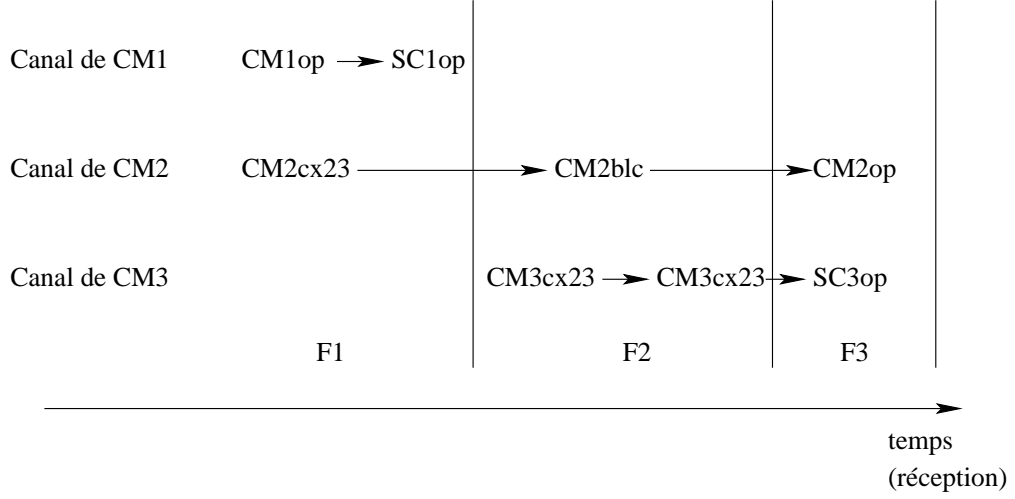 Canal de CM1 CM1op SC1op
Canal de CM2 CM2cx23 CM2blc CM2op
Canal de CM3 CM3cx23 CM3cx23 SC3op
F1 F2 F3
temps
(réception)